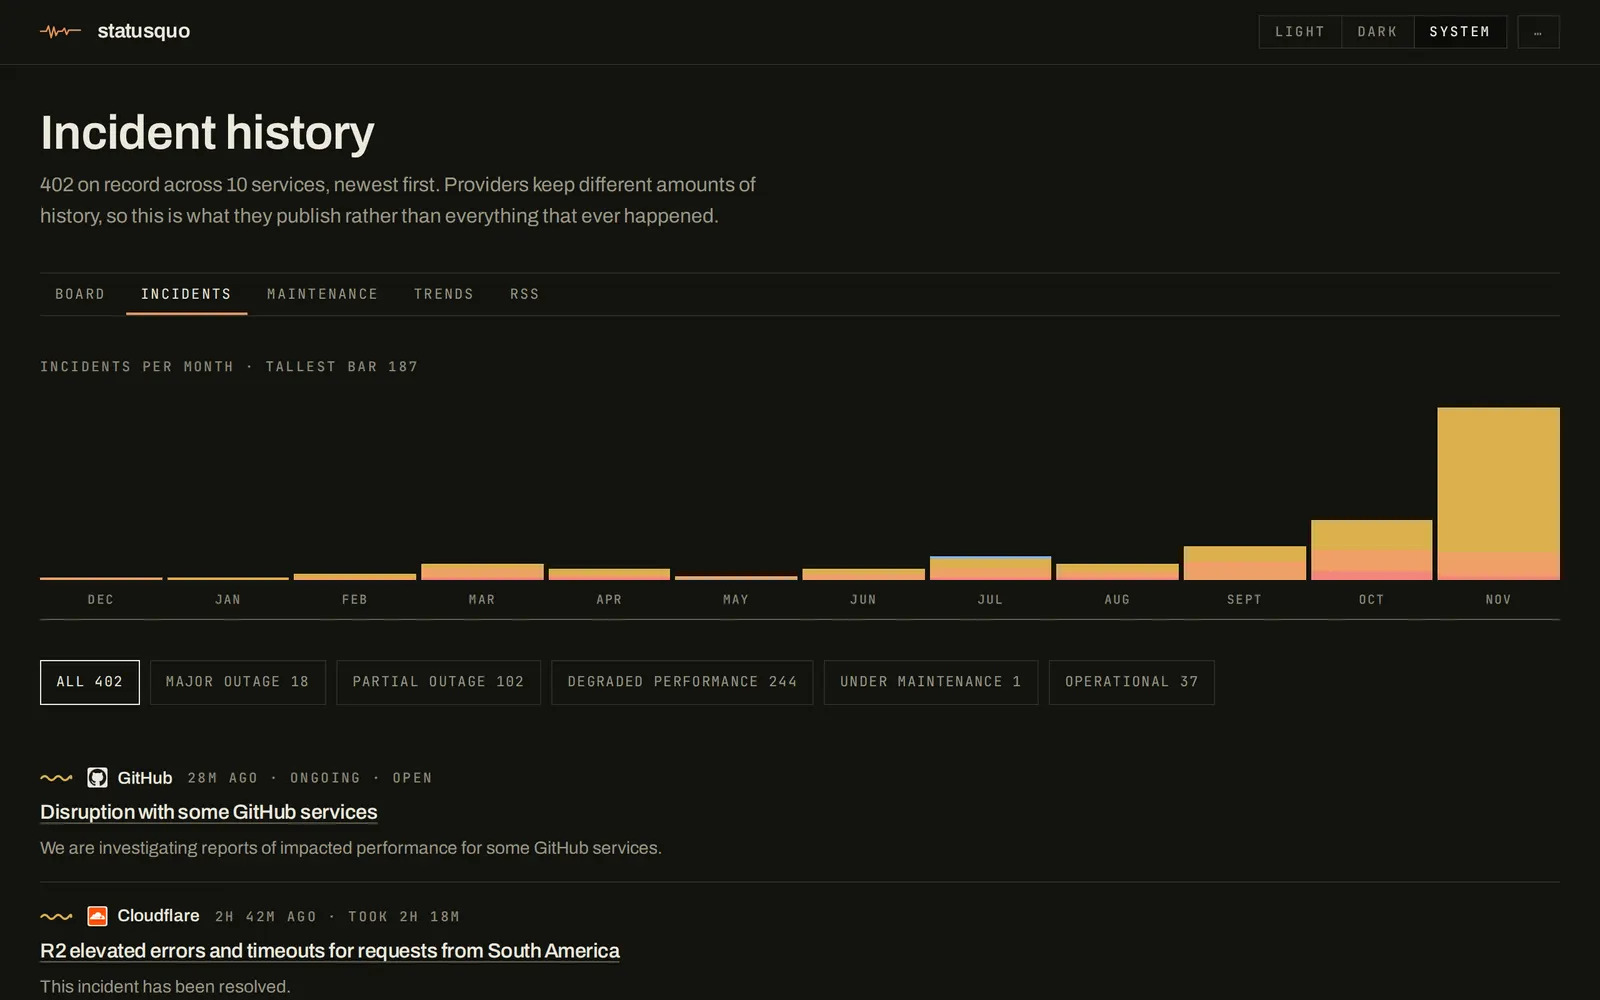 statusquo
LIGHT DARK SYSTEM …
Incident history
402 on record across 10 services, newest first. Providers keep different amounts of
history, so this is what they publish rather than everything that ever happened.
BOARD INCIDENTS MAINTENANCE TRENDS RSS
INCIDENTS PER MONTH · TALLEST BAR 187
DEC JAN FEB MAR APR MAY JUN JUL AUG SEPT OCT NOV
ALL 402 MAJOR OUTAGE 18 PARTIAL OUTAGE 102 DEGRADED PERFORMANCE 244 UNDER MAINTENANCE 1 OPERATIONAL 37
GitHub 28M AGO · ONGOING · OPEN
Disruption with some GitHub services
We are investigating reports of impacted performance for some GitHub services.
Cloudflare 2H 42M AGO · TOOK 2H 18M
R2 elevated errors and timeouts for requests from South America
This incident has been resolved.